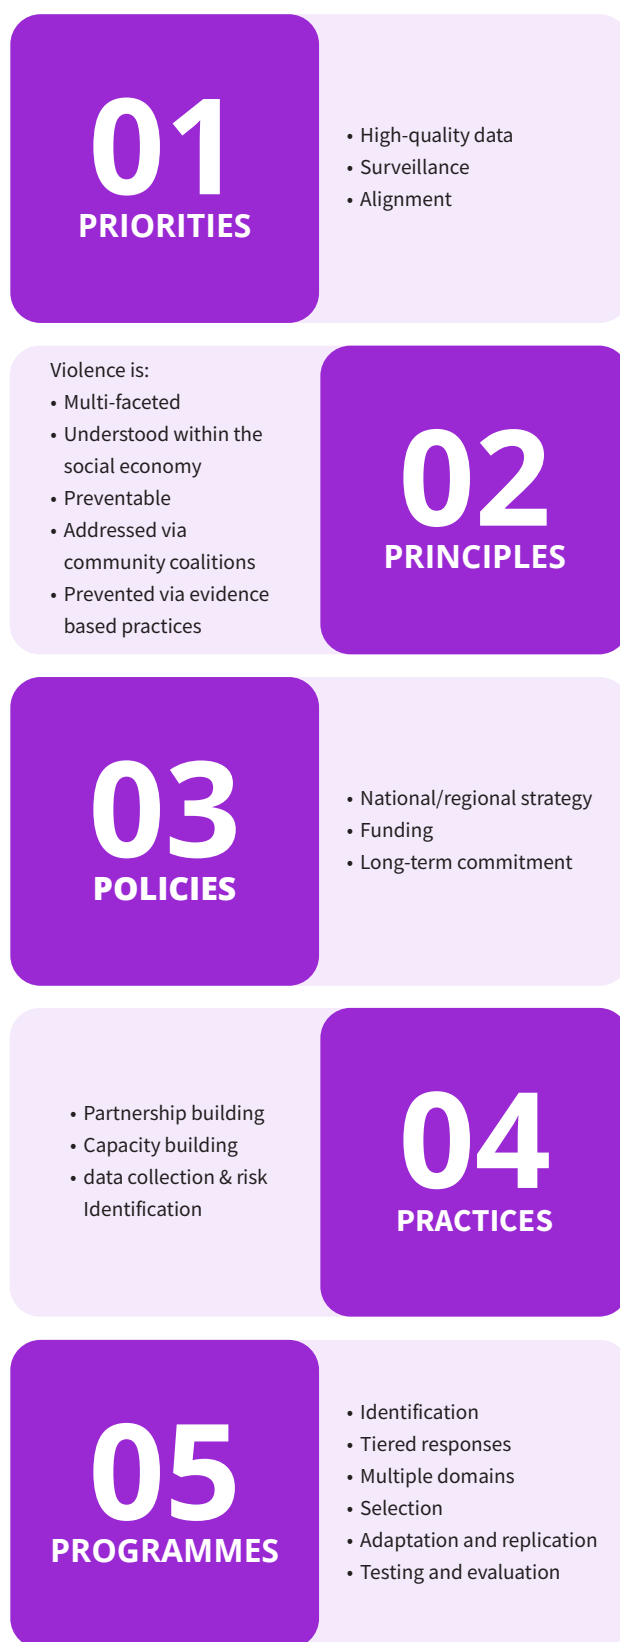 01
PRIORITIES
• High-quality data
• Surveillance
• Alignment
Violence is:
• Multi-faceted
• Understood within the
social economy
• Preventable
• Addressed via
community coalitions
• Prevented via evidence
based practices
02
PRINCIPLES
03
POLICIES
• National/regional strategy
• Funding
• Long-term commitment
• Partnership building
• Capacity building
• data collection & risk
Identification
04
PRACTICES
05
PROGRAMMES
• Identification
• Tiered responses
• Multiple domains
• Selection
• Adaptation and replication
• Testing and evaluation